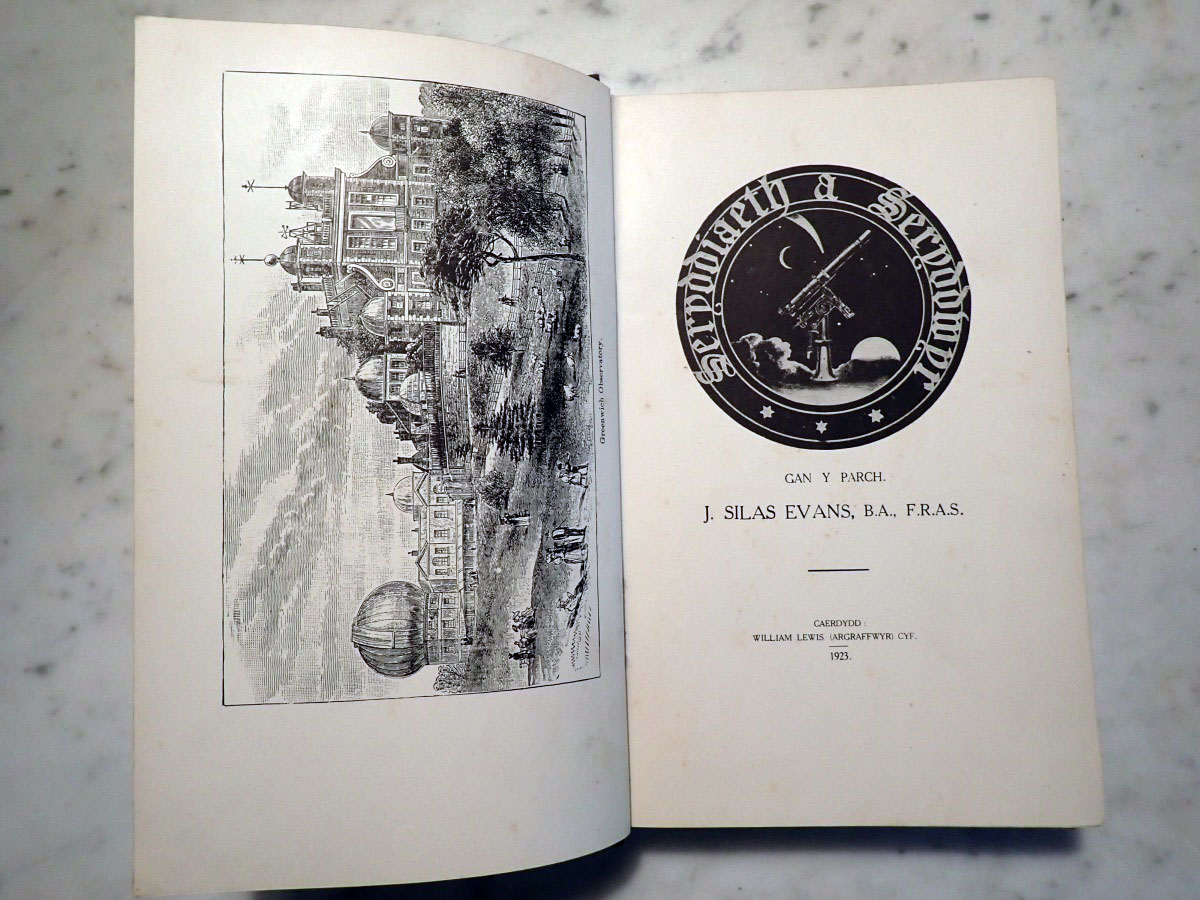 Greenwich Observatory.
Seryddiaeth a Seryddwyr
GAN Y PARCH.
J. SILAS EVANS, B.A., F.R.A.S.
CAERDYDD:
WILLIAM LEWIS (ARGRAFFWYR) CYF.
1923.